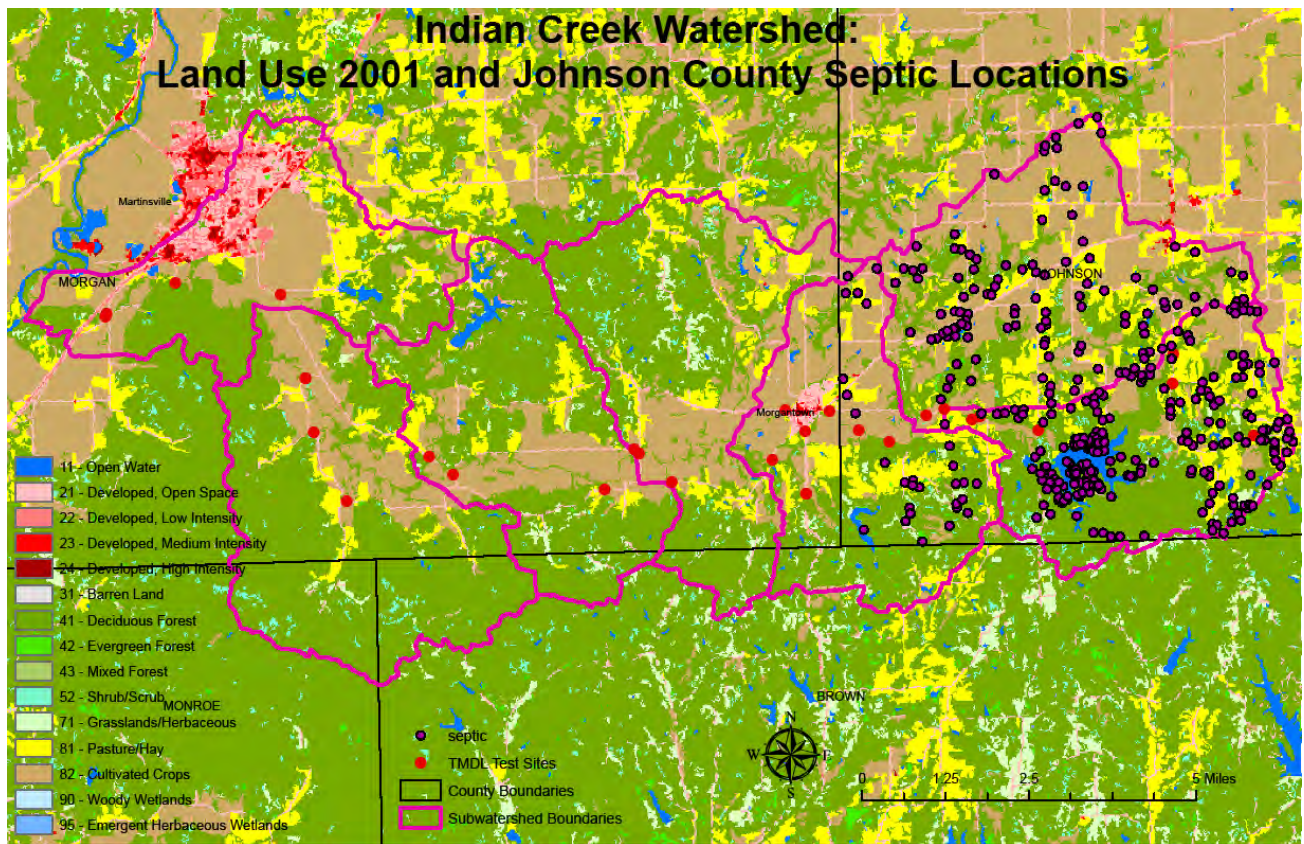 Indian Creek Watershed:
Land Use 2001 and Johnson County Septic Locations
Martinsville
MORGAN
JOHNSON
Morgantown
11 - Open Water
21 - Developed, Open Space
22 - Developed, Low Intensity
23 - Developed, Medium Intensity
24 - Developed, High Intensity
31 - Barren Land
41 - Deciduous Forest
42 - Evergreen Forest
43 - Mixed Forest
52 - Shrub/Scrub
MONROE
71 - Grasslands/Herbaceous
81 - Pasture/Hay
82 - Cultivated Crops
90 - Woody Wetlands
95 - Emergent Herbaceous Wetlands
BROWN
septic
TMDL Test Sites
County Boundaries
Subwatershed Boundaries
N
W E
S
0 1.25 2.5 5 Miles